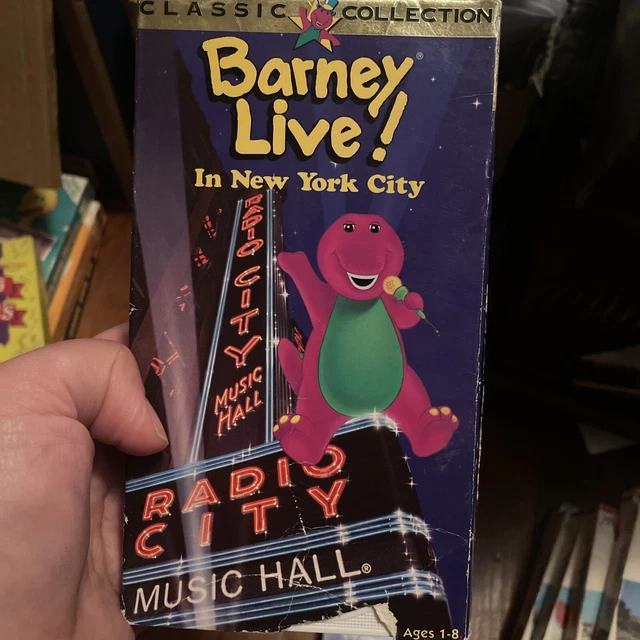 CLASSIC COLLECTION
Barney®
Live!
In New York City
RADIO
CITY
MUSIC
HALL
RADIO
CITY
MUSIC HALL®
Ages 1-8